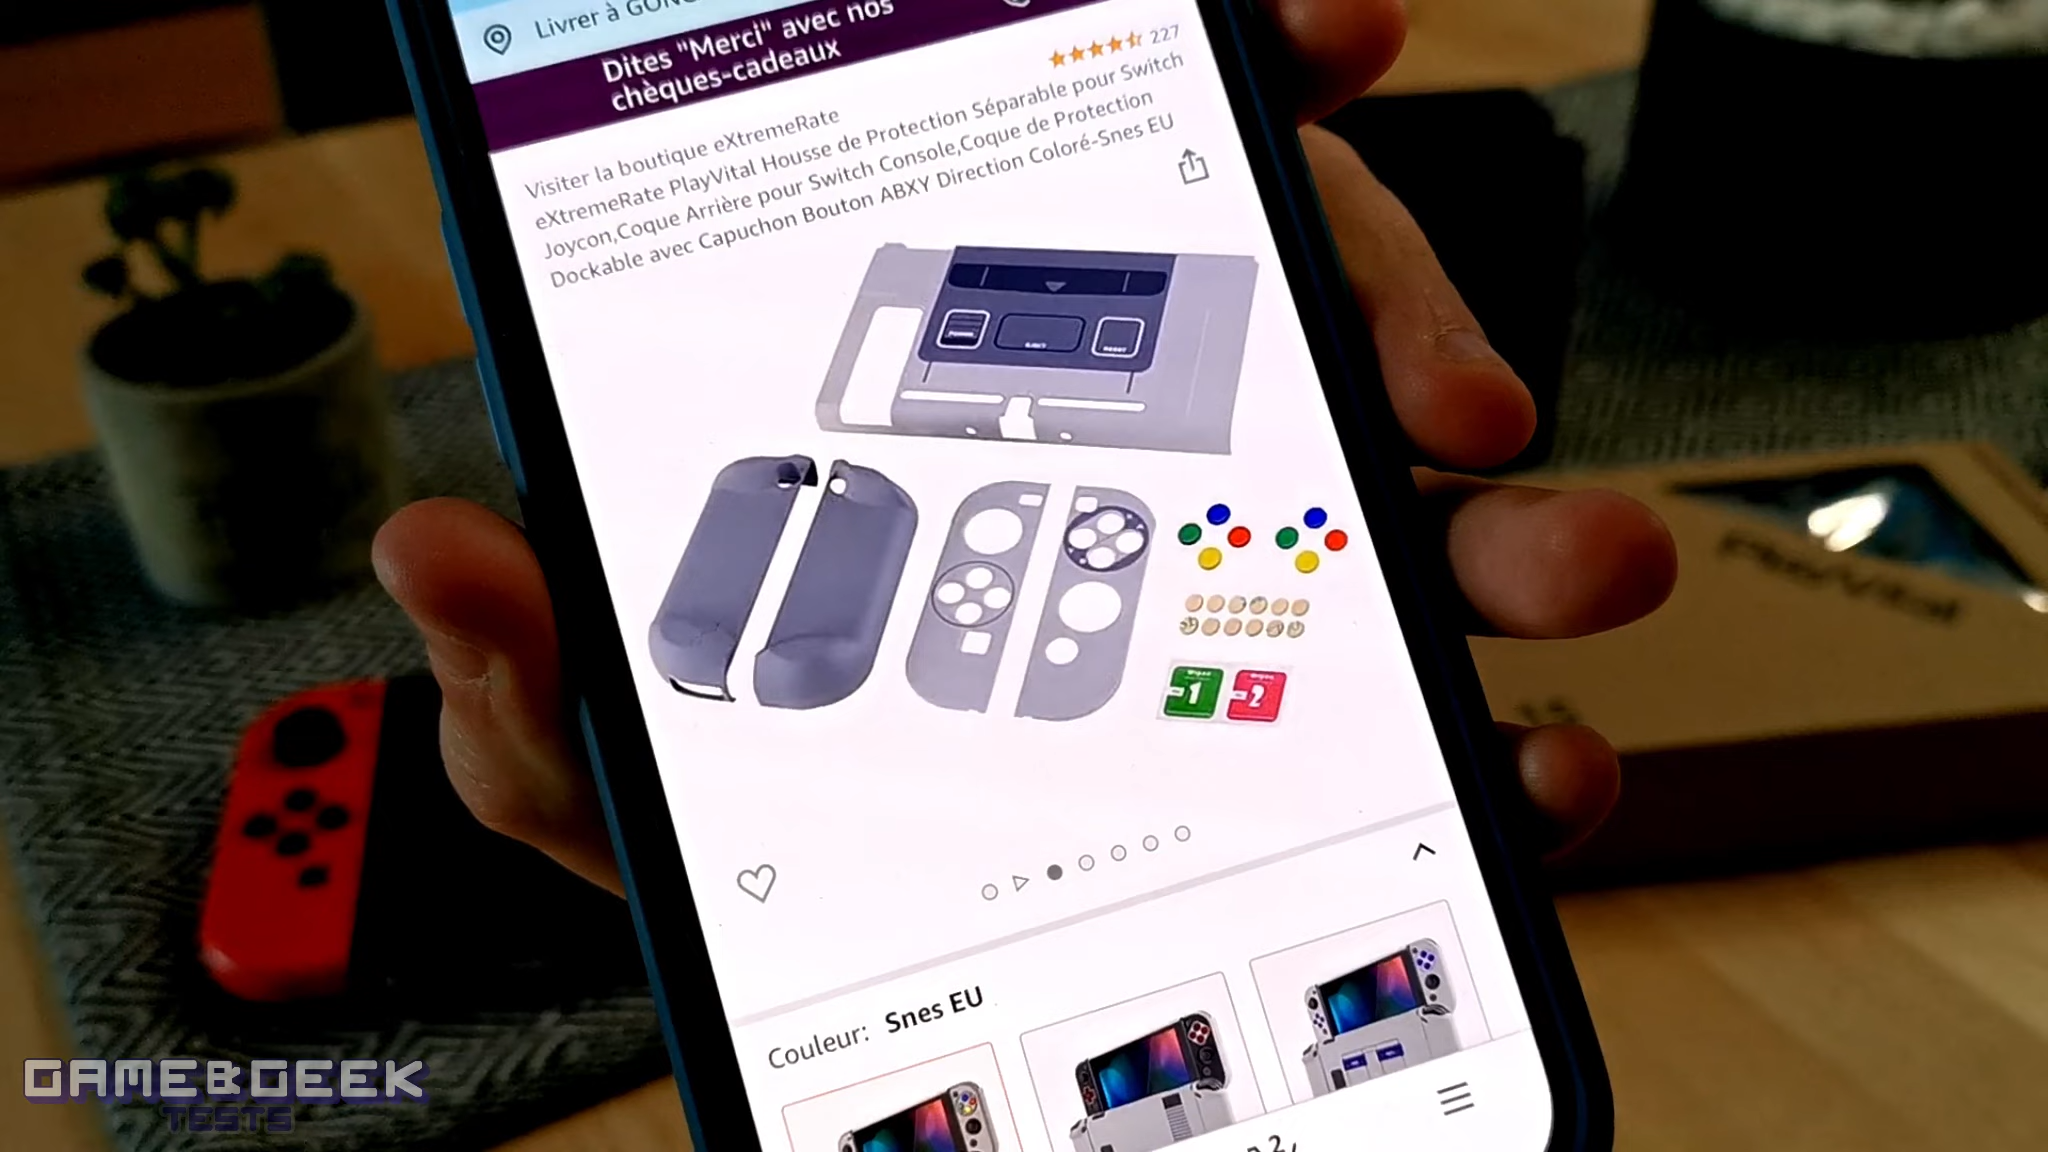 Livrer à GONG
Dites "Merci" avec nos
chèques-cadeaux
227
Visiter la boutique eXtremeRate
eXtremeRate PlayVital Housse de Protection Séparable pour Switch
Joycon,Coque Arrière pour Switch Console,Coque de Protection
Dockable avec Capuchon Bouton ABXY Direction Coloré-Snes EU
POWER
EJECT
RESET
1
2
PlayVital
Couleur: Snes EU
GAME&GEEK
TESTS